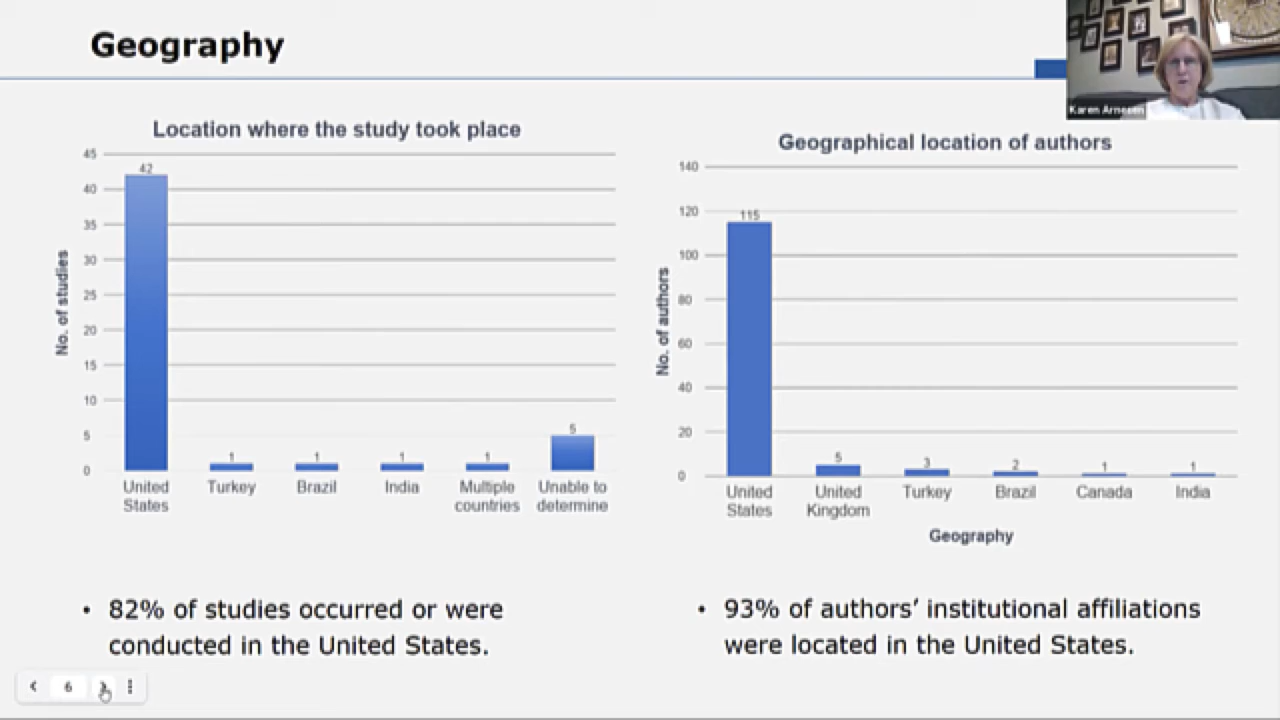 Geography
Karen Arnesen
Location where the study took place
No. of studies
45
40
35
30
25
20
15
10
5
0
42
1
1
1
1
5
United States
Turkey
Brazil
India
Multiple countries
Unable to determine
Geographical location of authors
No. of authors
140
120
100
80
60
40
20
0
115
5
3
2
1
1
United States
United Kingdom
Turkey
Brazil
Canada
India
Geography
• 82% of studies occurred or were
conducted in the United States.
• 93% of authors’ institutional affiliations
were located in the United States.
6